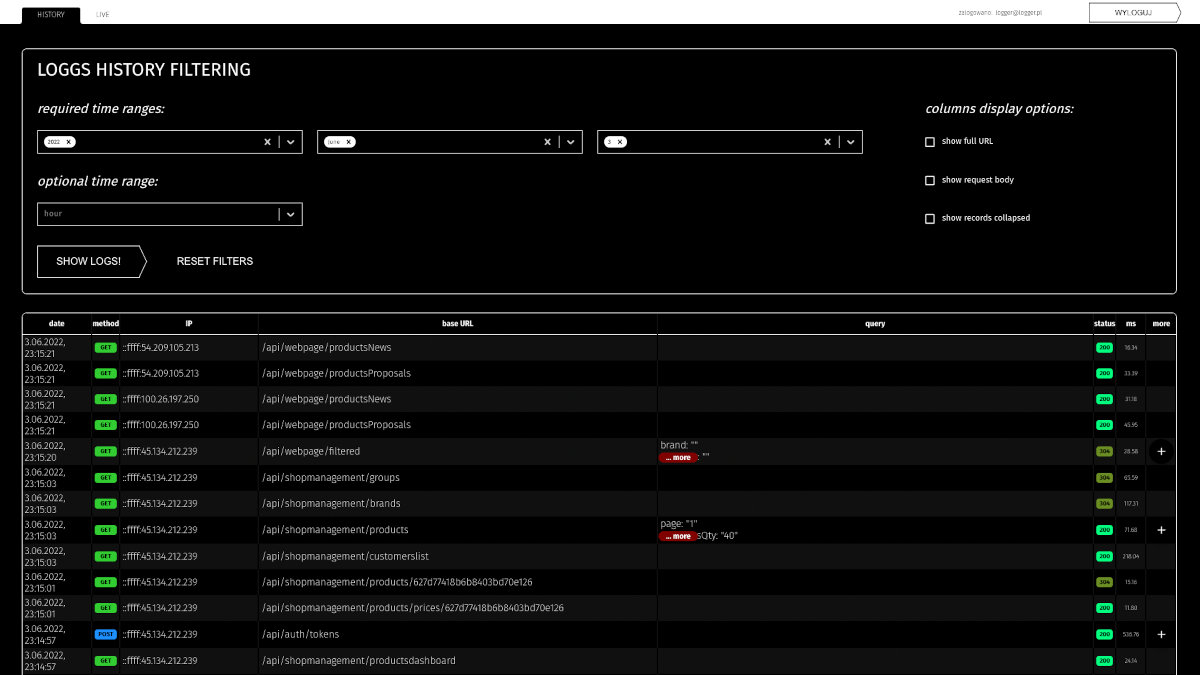 HISTORY LIVE zalogowano: logger@logger.pl WYLOGUJ
LOGGS HISTORY FILTERING
required time ranges: columns display options:
2022 june 3
show full URL
optional time range: show request body
hour
show records collapsed
SHOW LOGS! RESET FILTERS
date method IP base URL query status ms more
3.06.2022, 23:15:21 GET ::ffff:54.209.105.213 /api/webpage/productsNews 200 16.34
3.06.2022, 23:15:21 GET ::ffff:54.209.105.213 /api/webpage/productsProposals 200 33.39
3.06.2022, 23:15:21 GET ::ffff:100.26.197.250 /api/webpage/productsNews 200 31.18
3.06.2022, 23:15:21 GET ::ffff:100.26.197.250 /api/webpage/productsProposals 200 45.95
3.06.2022, 23:15:20 GET ::ffff:45.134.212.239 /api/webpage/filtered brand: "" ... more : "" 304 28.58 +
3.06.2022, 23:15:03 GET ::ffff:45.134.212.239 /api/shopmanagement/groups 304 65.59
3.06.2022, 23:15:03 GET ::ffff:45.134.212.239 /api/shopmanagement/brands 304 117.31
3.06.2022, 23:15:03 GET ::ffff:45.134.212.239 /api/shopmanagement/products page: "1" ... more sQty: "40" 200 71.68 +
3.06.2022, 23:15:03 GET ::ffff:45.134.212.239 /api/shopmanagement/customerslist 200 218.04
3.06.2022, 23:15:01 GET ::ffff:45.134.212.239 /api/shopmanagement/products/627d77418b6b8403bd70e126 304 15.16
3.06.2022, 23:15:01 GET ::ffff:45.134.212.239 /api/shopmanagement/products/prices/627d77418b6b8403bd70e126 200 11.80
3.06.2022, 23:14:57 POST ::ffff:45.134.212.239 /api/auth/tokens 200 538.76 +
3.06.2022, 23:14:57 GET ::ffff:45.134.212.239 /api/shopmanagement/productsdashboard 200 24.14